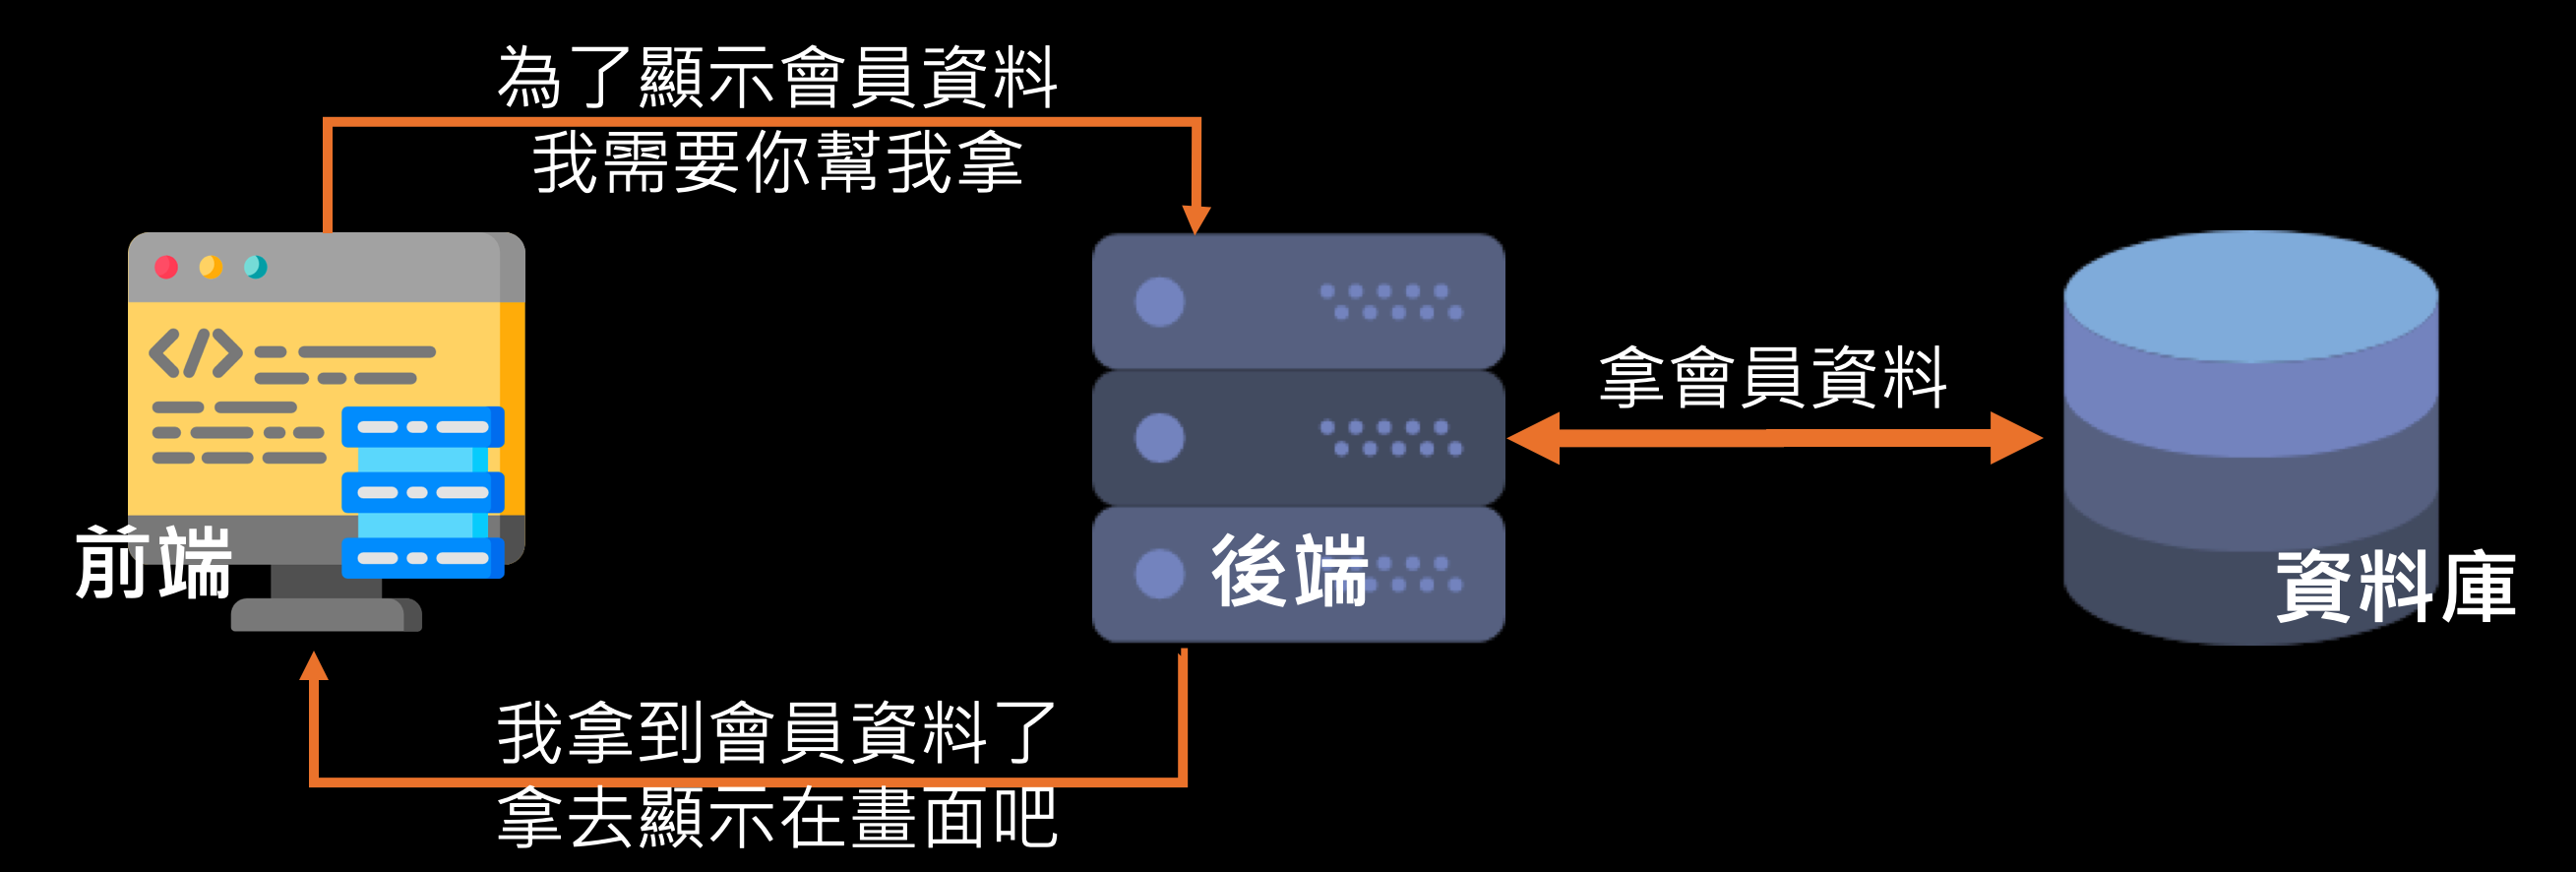 為了顯示會員資料
我需要你幫我拿
拿會員資料
前端
後端
資料庫
我拿到會員資料了
拿去顯示在畫面吧